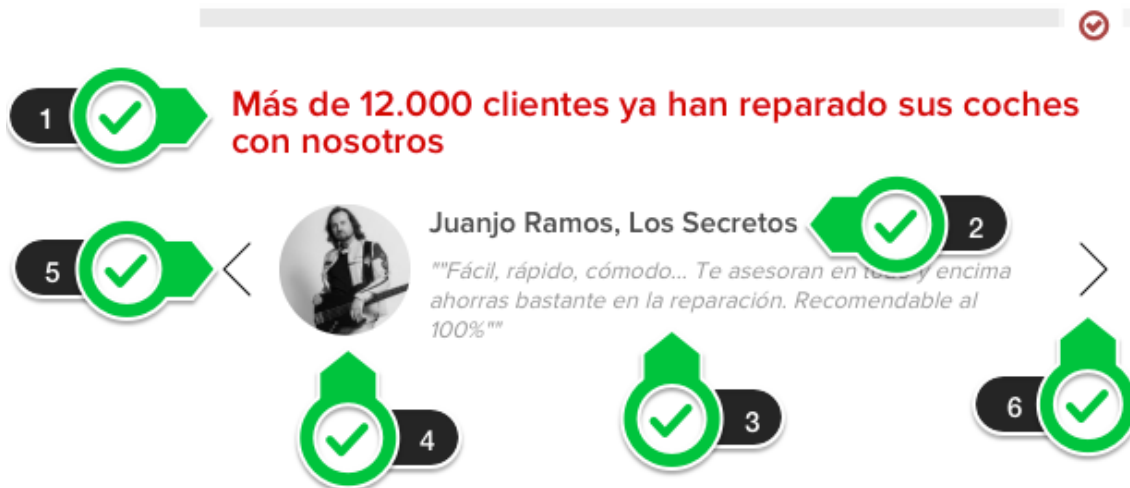 1
Más de 12.000 clientes ya han reparado sus coches
con nosotros
Juanjo Ramos, Los Secretos
2
5
""Fácil, rápido, cómodo... Te asesoran en todo y encima
ahorras bastante en la reparación. Recomendable al
100%""
4
3
6